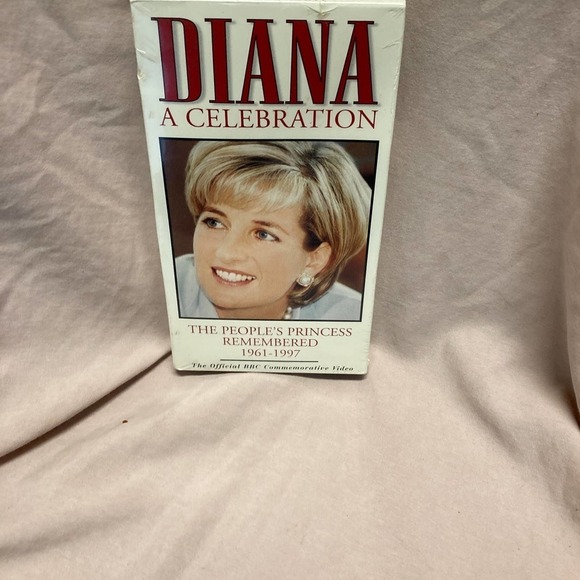 DIANA
A CELEBRATION
THE PEOPLE'S PRINCESS
REMEMBERED
1961-1997
The Official BBC Commemorative Video